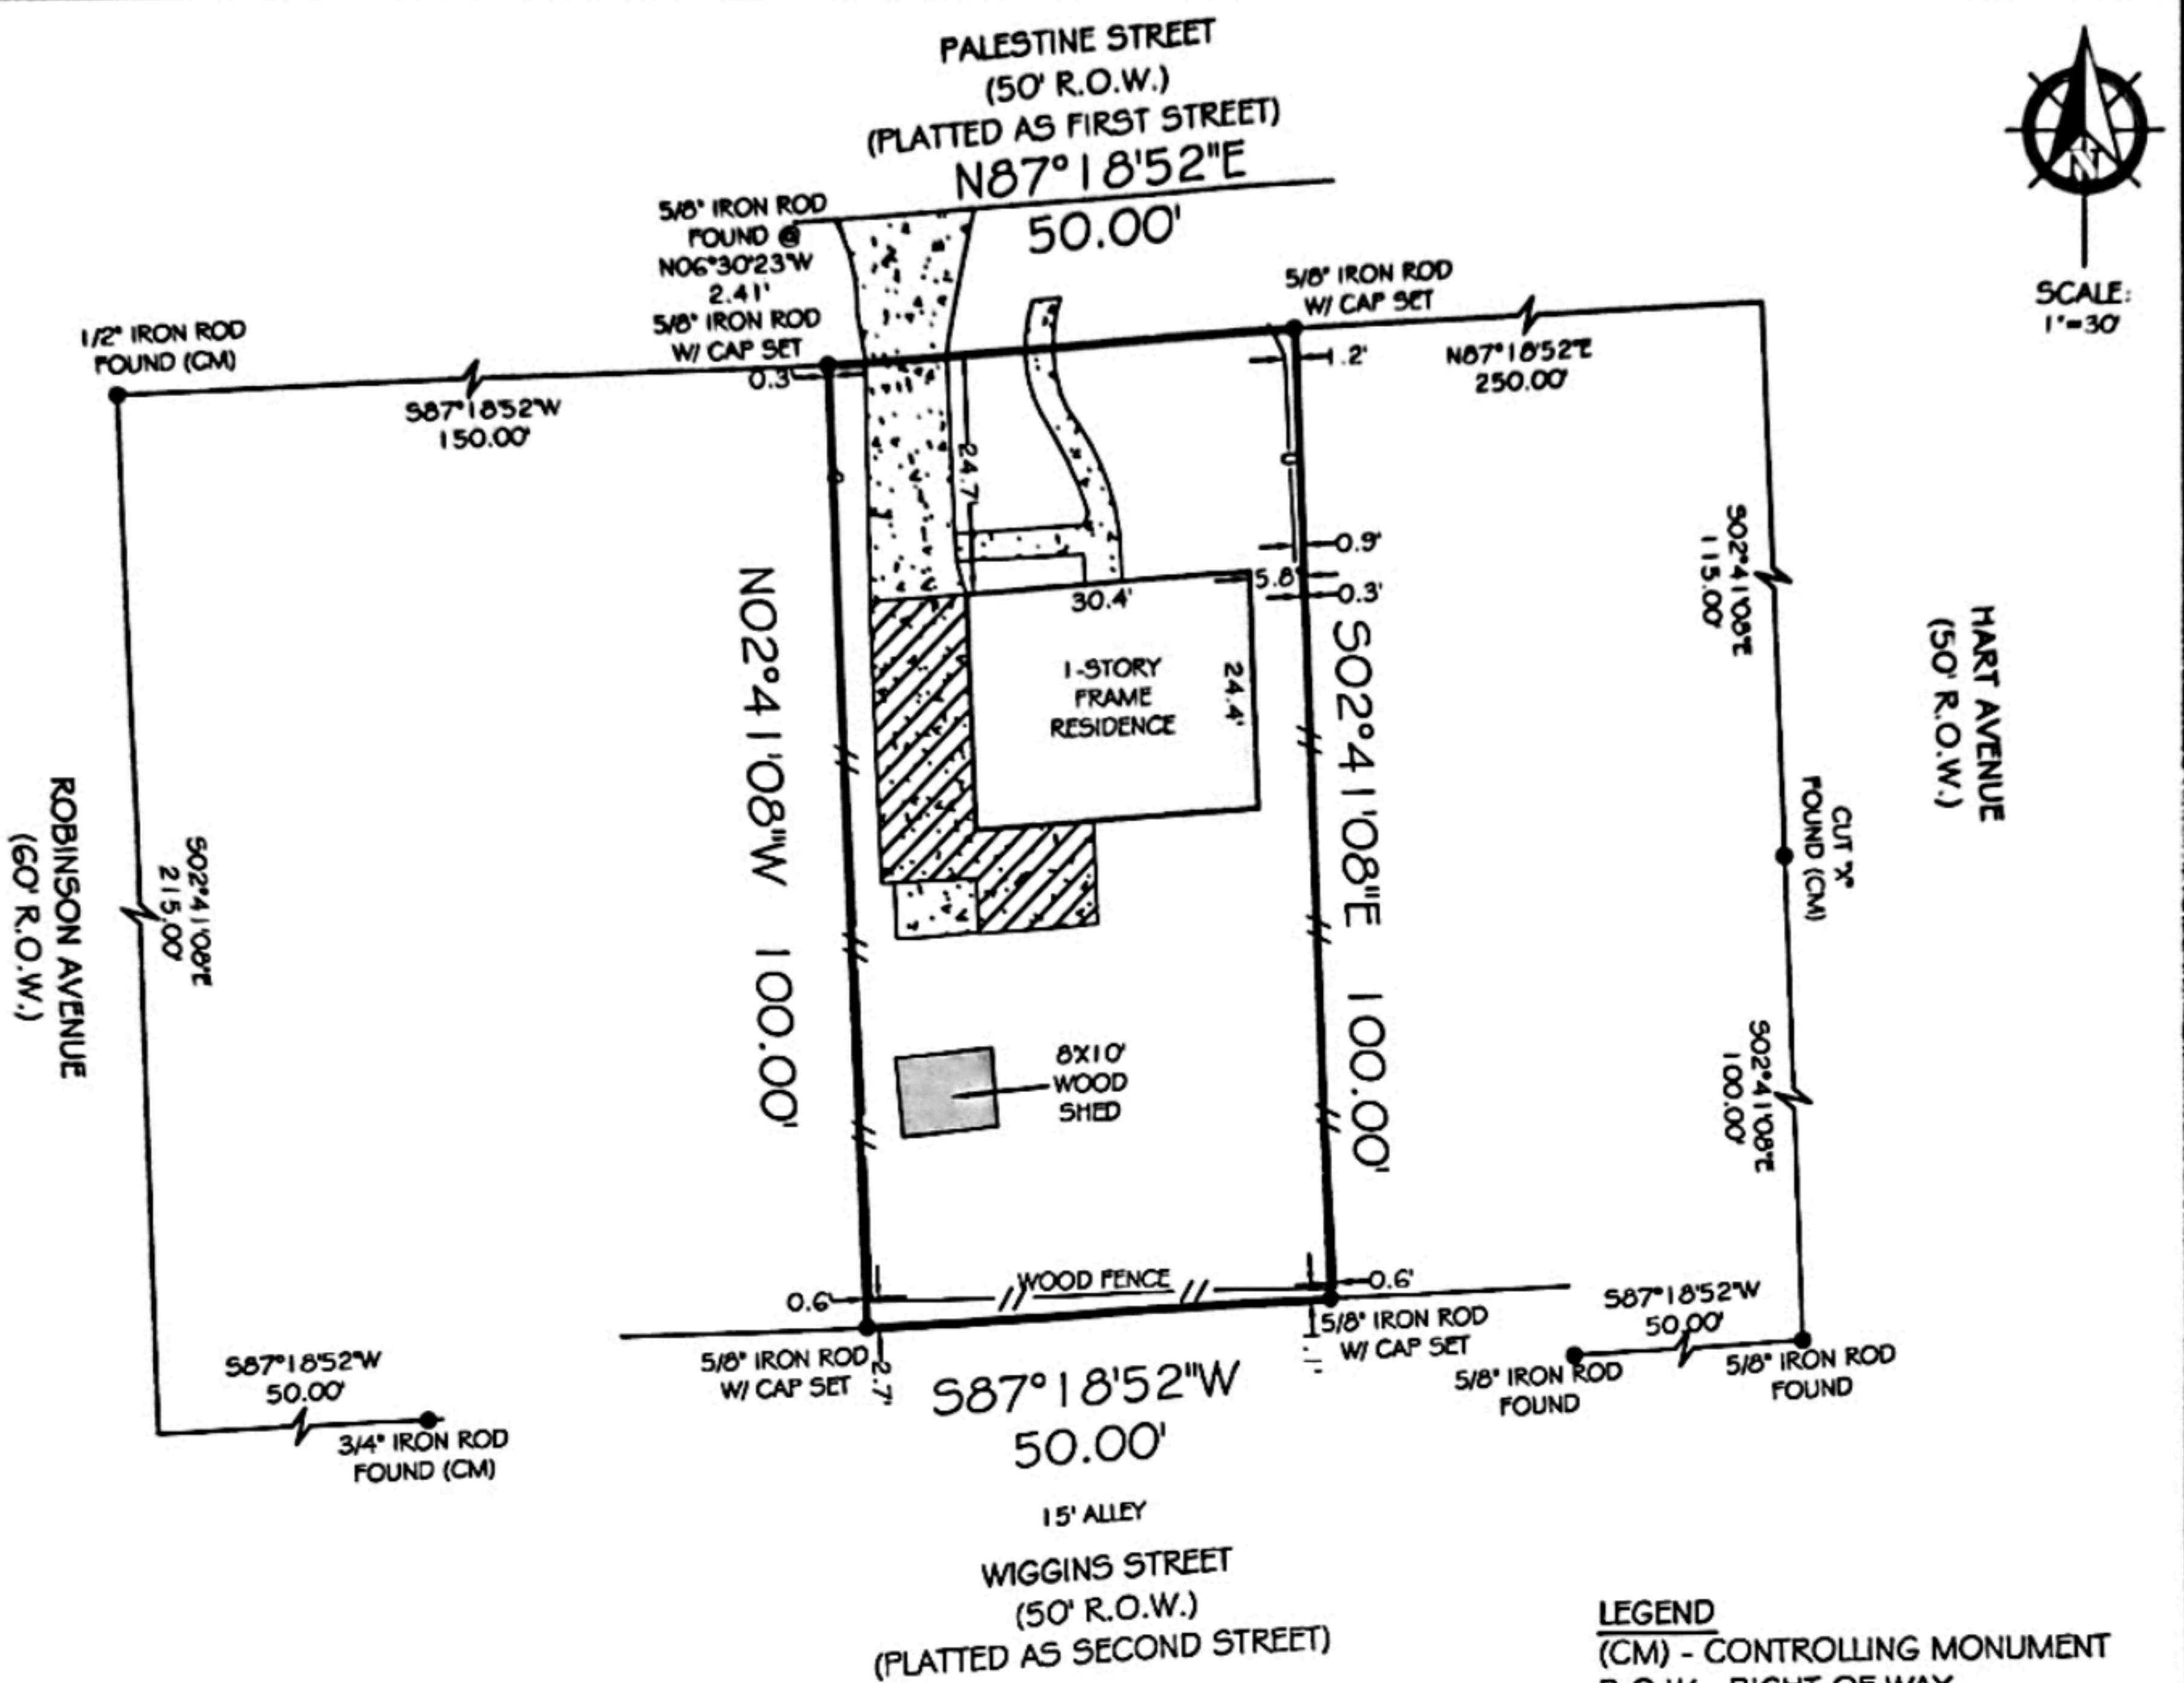 PALESTINE STREET
(50' R.O.W.)
(PLATTED AS FIRST STREET)
N87°18'52"E
50.00'
N
SCALE:
1"=30'
5/8" IRON ROD
FOUND @
N06°30'23"W
2.41'
5/8" IRON ROD
W/ CAP SET
0.3'
5/8" IRON ROD
W/ CAP SET
1.2'
1/2" IRON ROD
FOUND (CM)
S87°18'52"W
150.00'
N87°18'52"E
250.00'
24.7'
0.9'
5.8'
0.3'
30.4'
1-STORY
FRAME
RESIDENCE
24.4'
N02°41'08"W 100.00'
S02°41'08"E 100.00'
S02°41'08"E
115.00'
HART AVENUE
(50' R.O.W.)
CUT "X"
FOUND (CM)
S02°41'08"E
100.00'
ROBINSON AVENUE
(60' R.O.W.)
S02°41'08"E
215.00'
8X10'
WOOD
SHED
WOOD FENCE
0.6'
0.6'
5/8" IRON ROD
W/ CAP SET
2.7'
5/8" IRON ROD
W/ CAP SET
S87°18'52"W
50.00'
S87°18'52"W
50.00'
3/4" IRON ROD
FOUND (CM)
S87°18'52"W
50.00'
5/8" IRON ROD
FOUND
5/8" IRON ROD
FOUND
15' ALLEY
WIGGINS STREET
(50' R.O.W.)
(PLATTED AS SECOND STREET)
LEGEND
(CM) - CONTROLLING MONUMENT
R.O.W. - RIGHT OF WAY